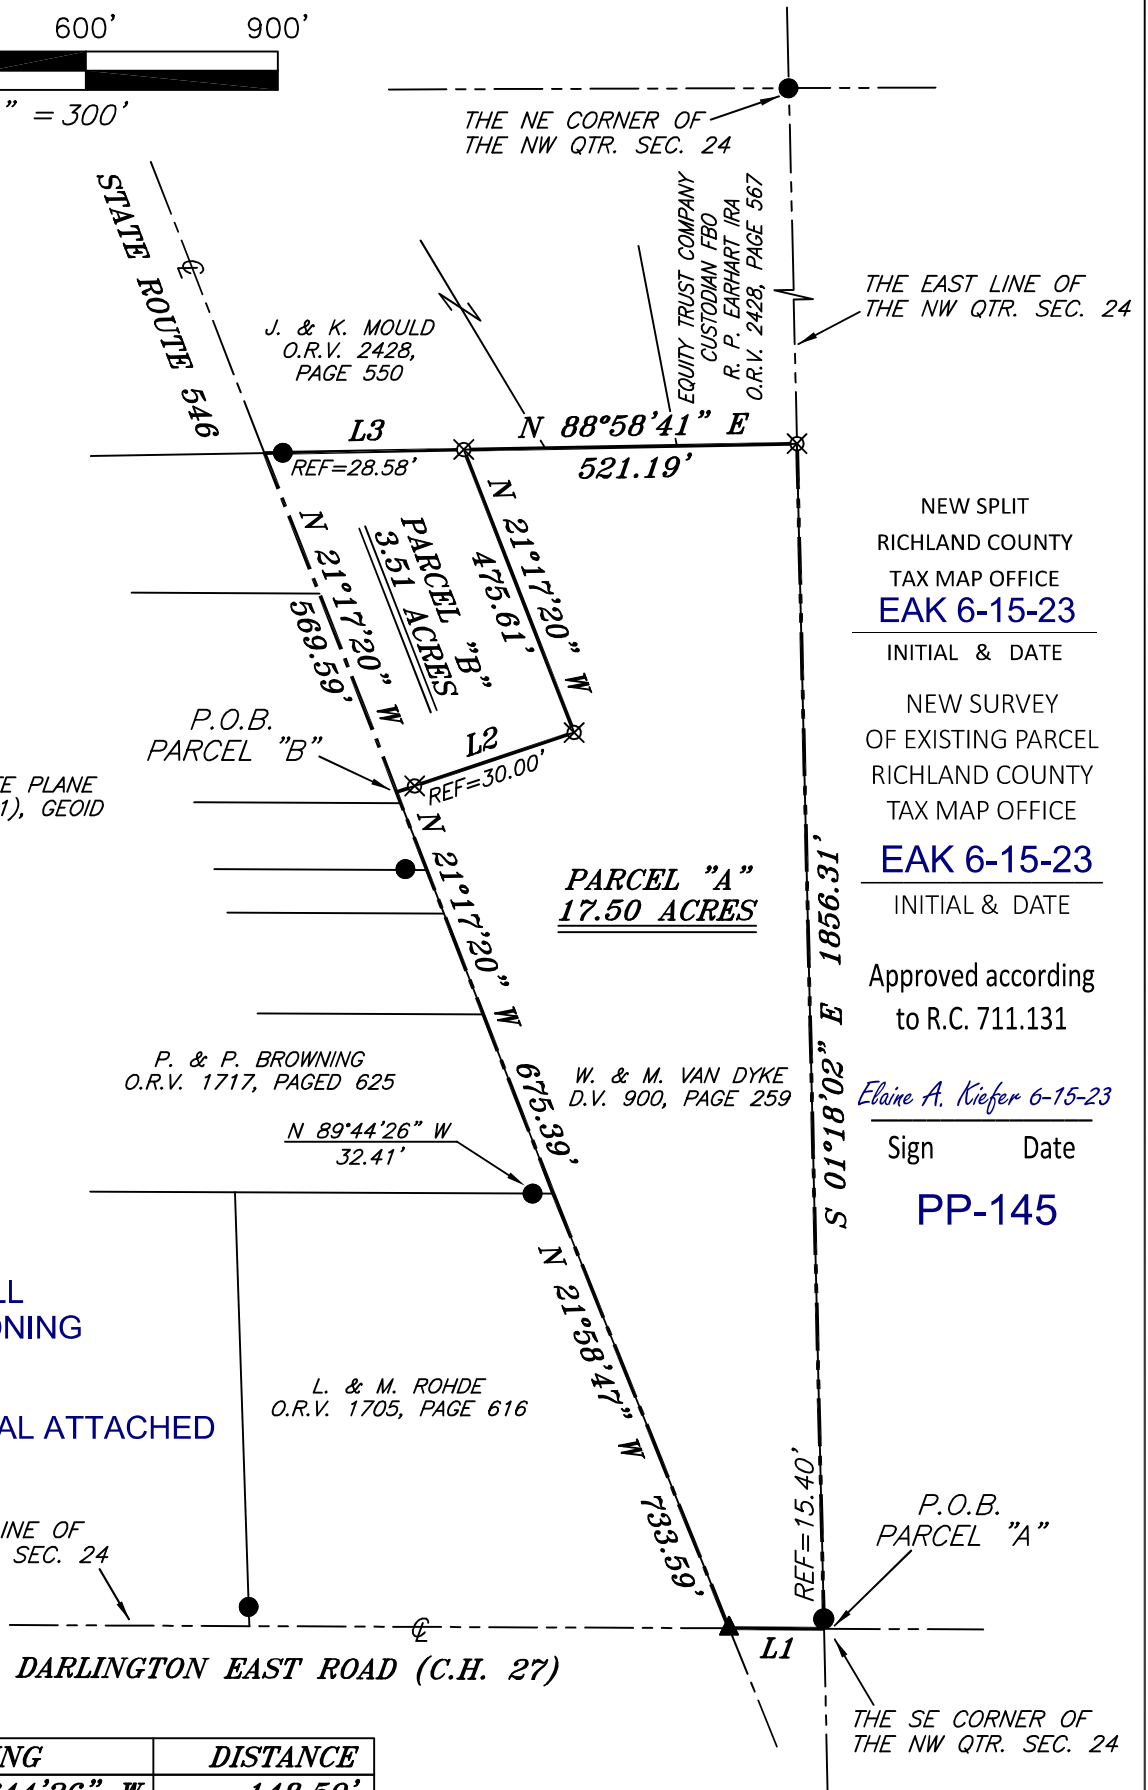 600' 900'
" = 300'
THE NE CORNER OF
THE NW QTR. SEC. 24
STATE ROUTE 546
EQUITY TRUST COMPANY
CUSTODIAN FBO
R. P. EARHART IRA
O.R.V. 2428, PAGE 567
THE EAST LINE OF
THE NW QTR. SEC. 24
J. & K. MOULD
O.R.V. 2428,
PAGE 550
L3
REF=28.58'
N 88°58'41" E
521.19'
N 21°17'20" W
569.59'
PARCEL "B"
3.51 ACRES
N 21°17'20" W
475.61'
NEW SPLIT
RICHLAND COUNTY
TAX MAP OFFICE
EAK 6-15-23
INITIAL & DATE
NEW SURVEY
OF EXISTING PARCEL
RICHLAND COUNTY
TAX MAP OFFICE
EAK 6-15-23
INITIAL & DATE
P.O.B.
PARCEL "B"
L2
REF=30.00'
E PLANE
1), GEOID
N 21°17'20" W
675.39'
PARCEL "A"
17.50 ACRES
S 01°18'02" E 1856.31'
Approved according
to R.C. 711.131
Elaine A. Kiefer 6-15-23
Sign Date
PP-145
P. & P. BROWNING
O.R.V. 1717, PAGED 625
W. & M. VAN DYKE
D.V. 900, PAGE 259
N 89°44'26" W
32.41'
N 21°58'47" W
733.59'
LL
ONING
L. & M. ROHDE
O.R.V. 1705, PAGE 616
AL ATTACHED
REF=15.40'
P.O.B.
PARCEL "A"
INE OF
SEC. 24
L1
DARLINGTON EAST ROAD (C.H. 27)
THE SE CORNER OF
THE NW QTR. SEC. 24
NG DISTANCE
44'26" W 148.50'